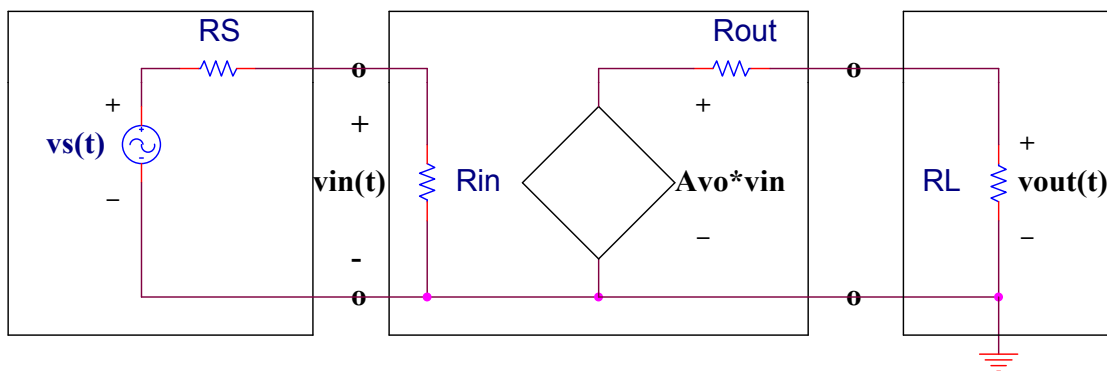 RS
Rout
o
o
+
+
+
+
vs(t)
vin(t)
Rin
Avo*vin
RL
vout(t)
−
−
−
-
o
o